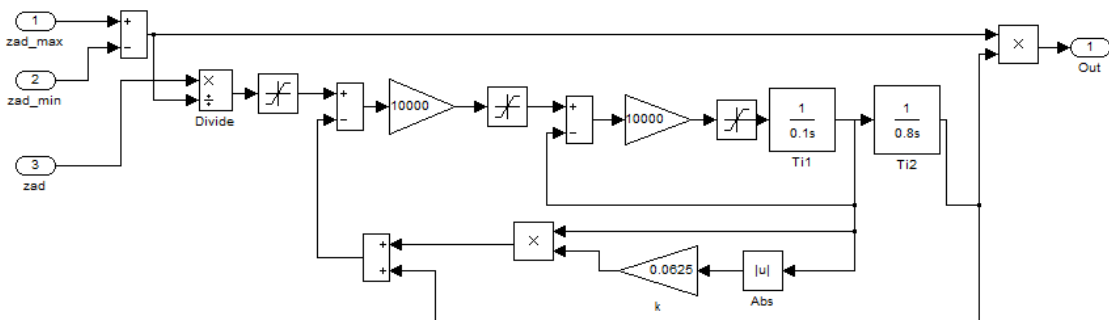 1
zad_max
+
−
2
zad_min
3
zad
×
÷
Divide
+
−
10000
+
−
10000
1
0.1s
Ti1
1
0.8s
Ti2
×
1
Out
+
+
×
0.0625
k
|u|
Abs